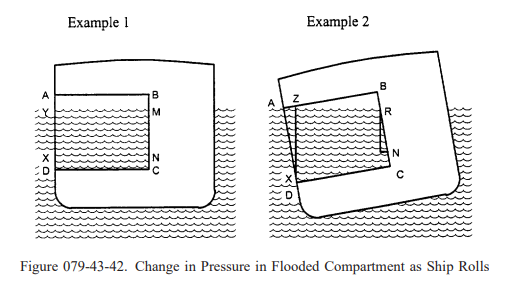 Example 1 Example 2
A B
Y M
X N
D C
A Z B
R
N
X C
D
Figure 079-43-42. Change in Pressure in Flooded Compartment as Ship Rolls